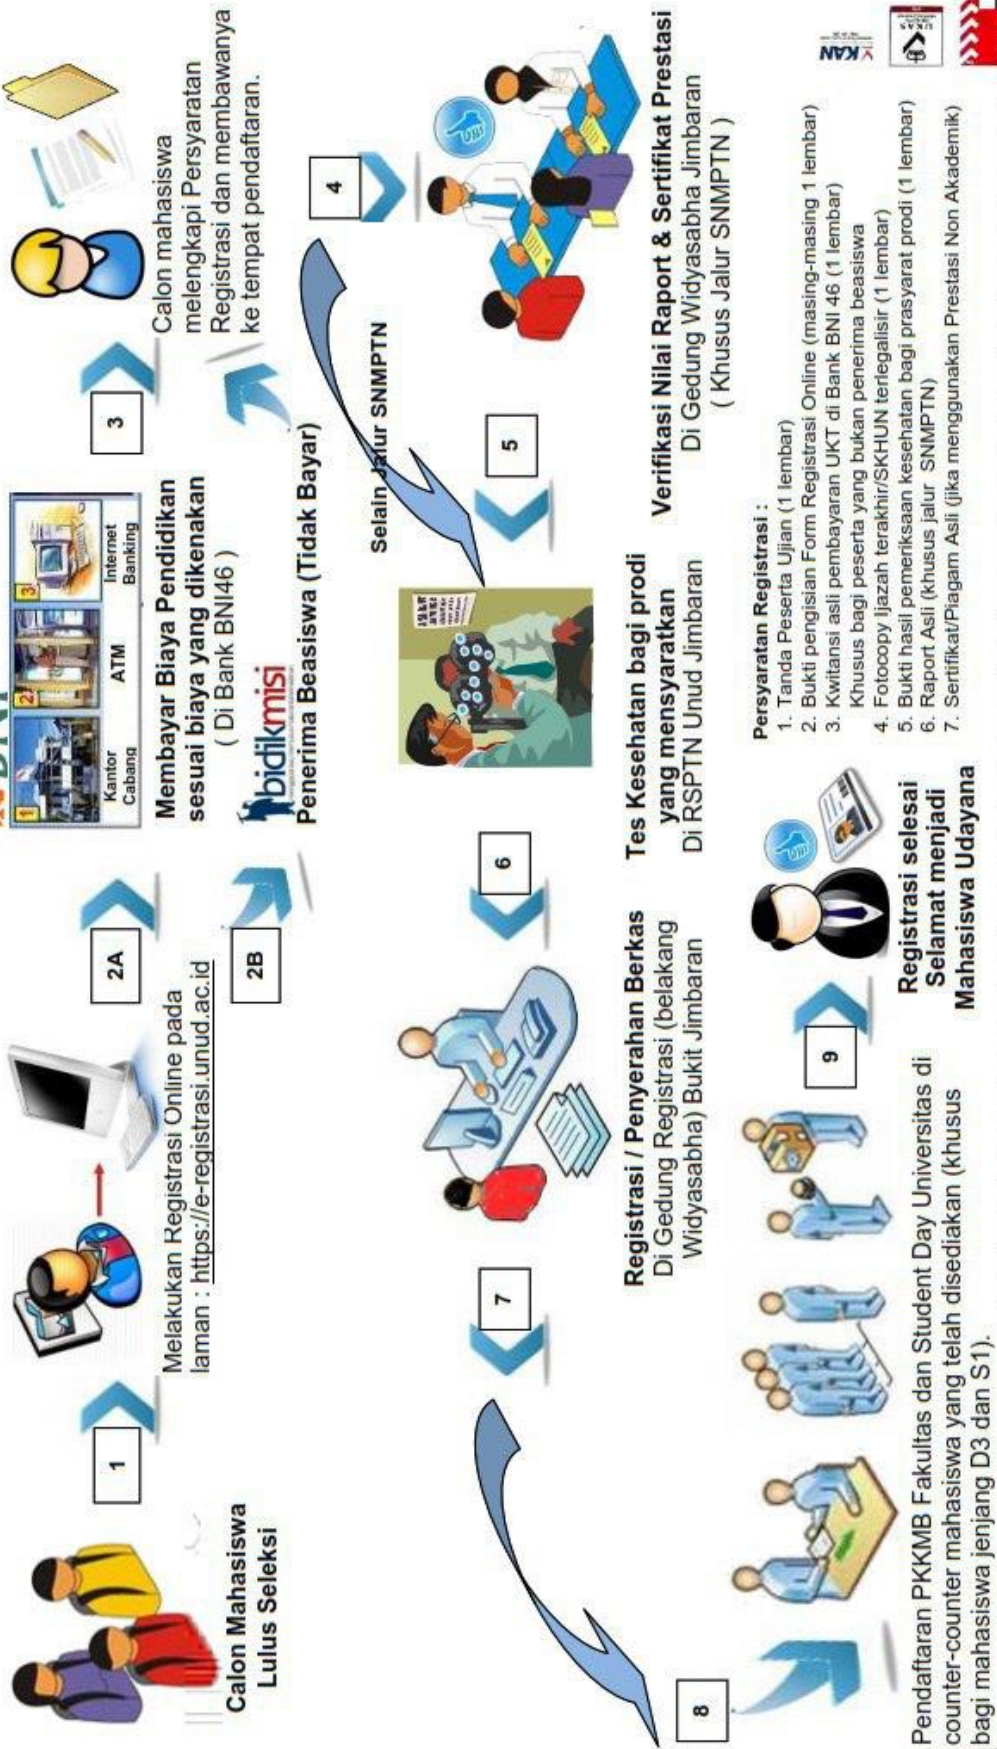 1
Calon Mahasiswa
Lulus Seleksi
Melakukan Registrasi Online pada
laman : https://e-registrasi.unud.ac.id
2A
2B
1
2
3
Kantor
Cabang
ATM
Internet
Banking
Membayar Biaya Pendidikan
sesuai biaya yang dikenakan
( Di Bank BNI46 )
bidikmisi
Penerima Beasiswa (Tidak Bayar)
3
Calon mahasiswa
melengkapi Persyaratan
Registrasi dan membawanya
ke tempat pendaftaran.
4
Selain Jalur SNMPTN
Verifikasi Nilai Raport & Sertifikat Prestasi
Di Gedung Widyasabha Jimbaran
( Khusus Jalur SNMPTN )
5
Tes Kesehatan bagi prodi
yang mensyaratkan
Di RSPTN Unud Jimbaran
6
Registrasi / Penyerahan Berkas
Di Gedung Registrasi (belakang
Widyasabha) Bukit Jimbaran
7
8
Pendaftaran PKKMB Fakultas dan Student Day Universitas di
counter-counter mahasiswa yang telah disediakan (khusus
bagi mahasiswa jenjang D3 dan S1).
9
Registrasi selesai
Selamat menjadi
Mahasiswa Udayana
Persyaratan Registrasi :
1. Tanda Peserta Ujian (1 lembar)
2. Bukti pengisian Form Registrasi Online (masing-masing 1 lembar)
3. Kwitansi asli pembayaran UKT di Bank BNI 46 (1 lembar)
Khusus bagi peserta yang bukan penerima beasiswa
4. Fotocopy Ijazzah terakhir/SKHUN terlegalisir (1 lembar)
5. Bukti hasil pemeriksaan kesehatan bagi prasyarat prodi (1 lembar)
6. Raport Asli (khusus jalur SNMPTN)
7. Sertifikat/Piagam Asli (jika menggunakan Prestasi Non Akademik)
KAN
UKAS